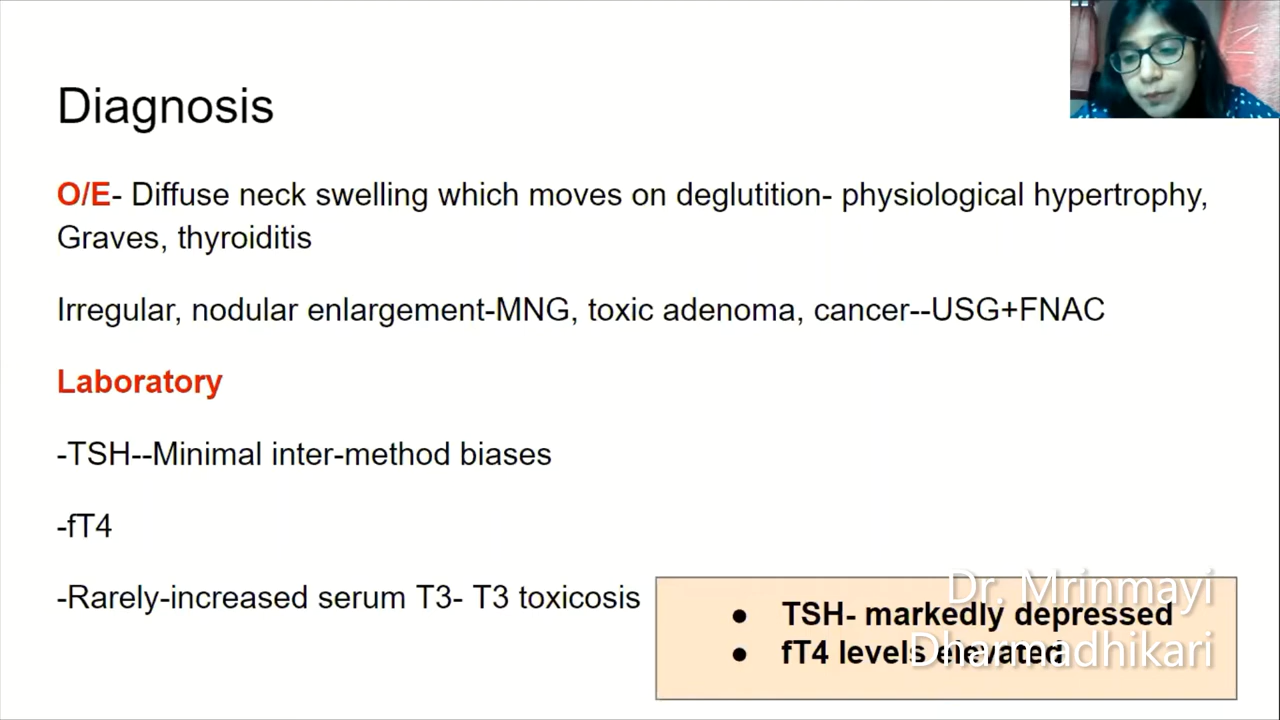 Diagnosis
O/E- Diffuse neck swelling which moves on deglutition- physiological hypertrophy,
Graves, thyroiditis
Irregular, nodular enlargement-MNG, toxic adenoma, cancer--USG+FNAC
Laboratory
-TSH--Minimal inter-method biases
-fT4
-Rarely-increased serum T3- T3 toxicosis
● TSH- markedly depressed
● fT4 levels elevated
Dr. Mrinmayi
Dharmadhikari